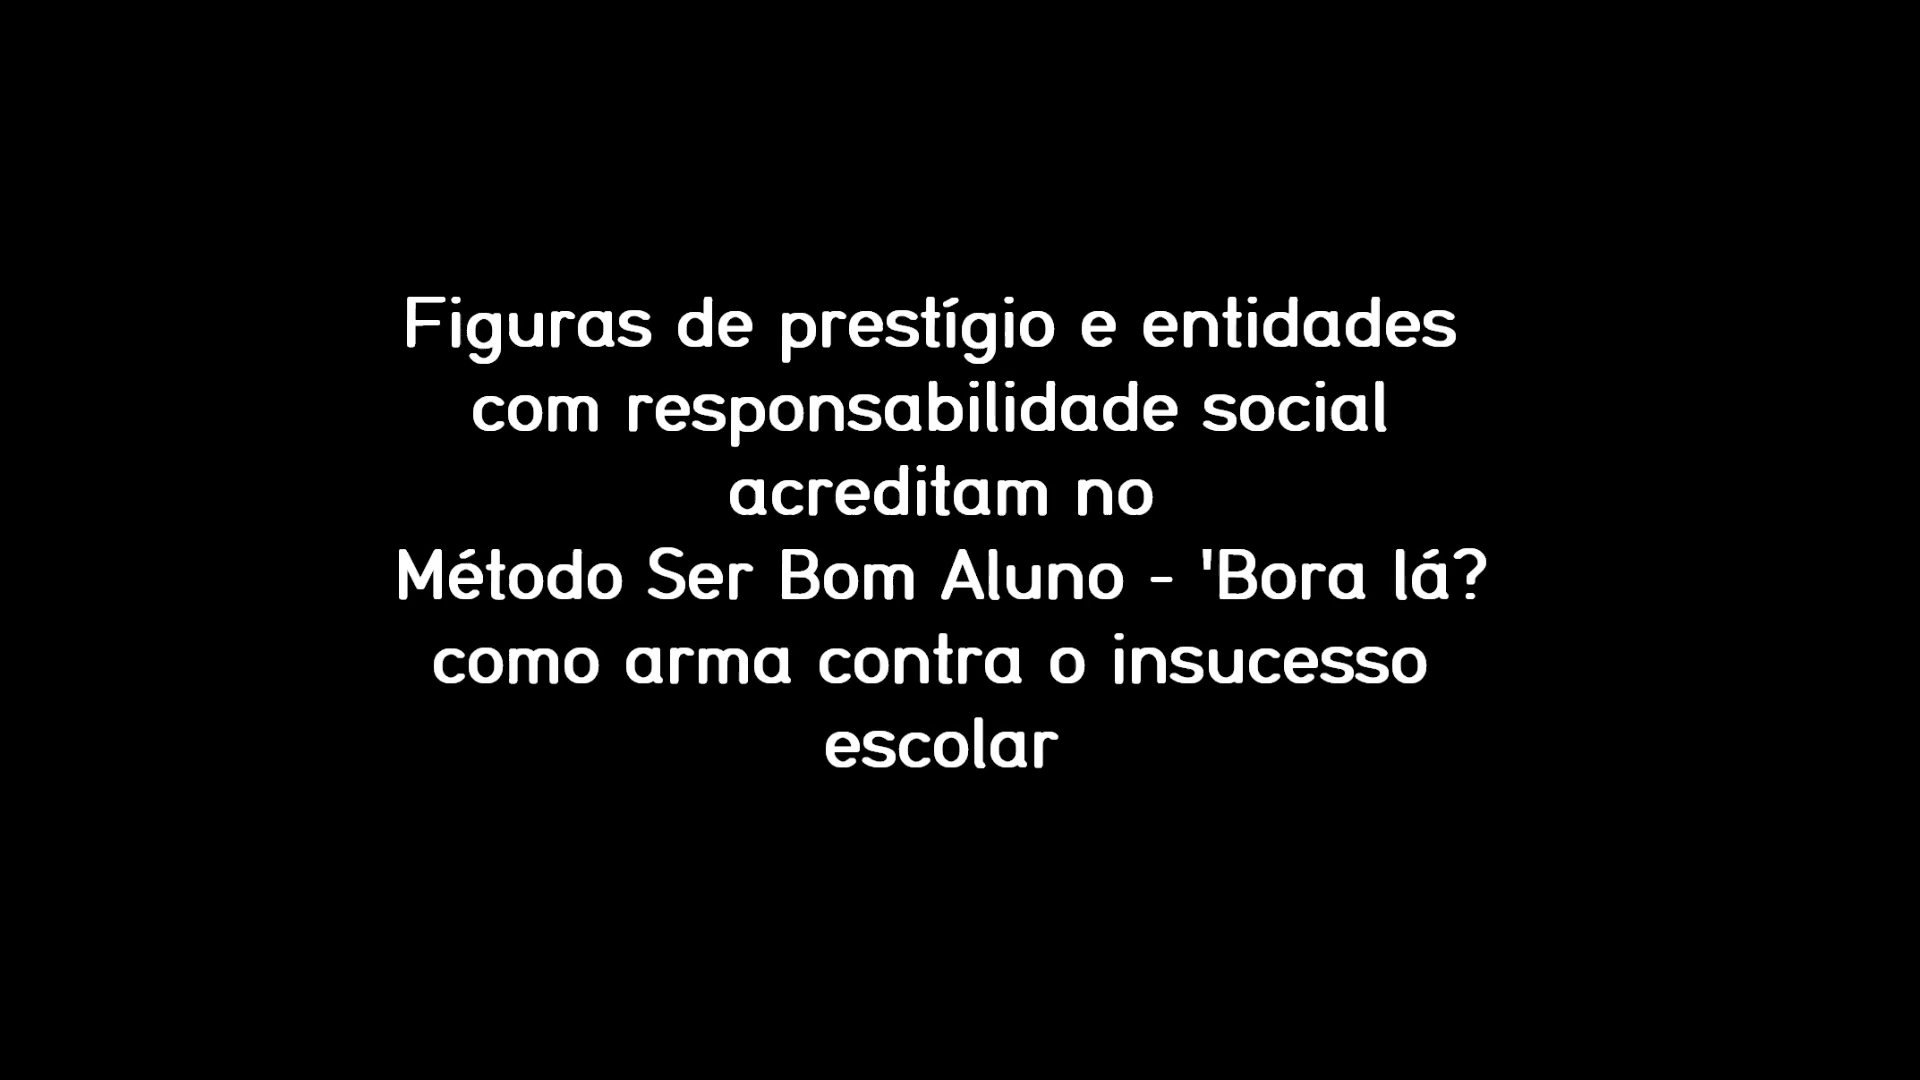 Figuras de prestígio e entidades
com responsabilidade social
acreditam no
Método Ser Bom Aluno - 'Bora lá?
como arma contra o insucesso
escolar